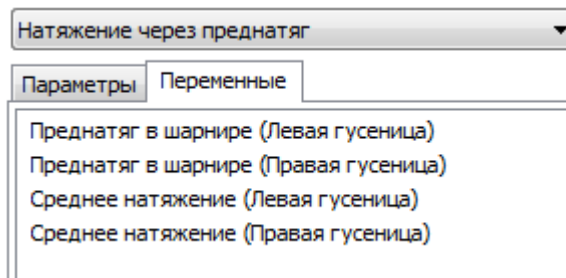 Натяжение через преднатяг
Параметры Переменные
Преднатяг в шарнире (Левая гусеница)
Преднатяг в шарнире (Правая гусеница)
Среднее натяжение (Левая гусеница)
Среднее натяжение (Правая гусеница)